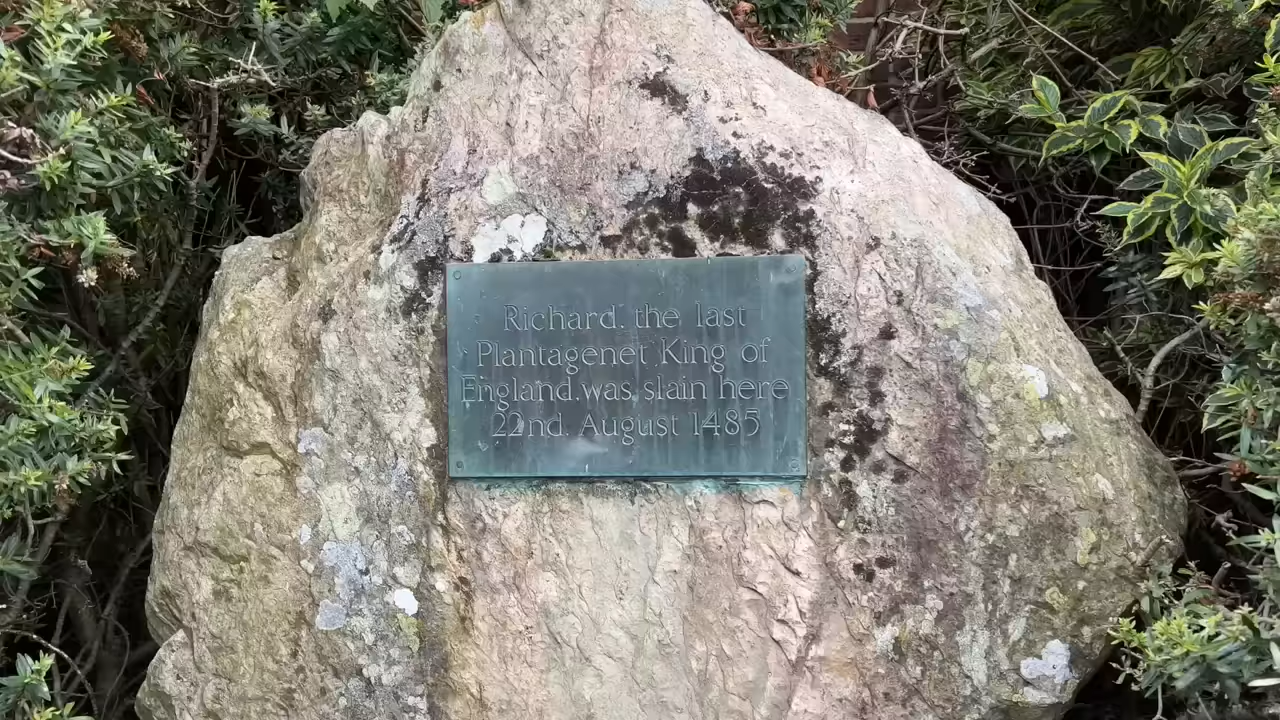 Richard, the last
Plantagenet King of
England, was slain here
22nd. August 1485